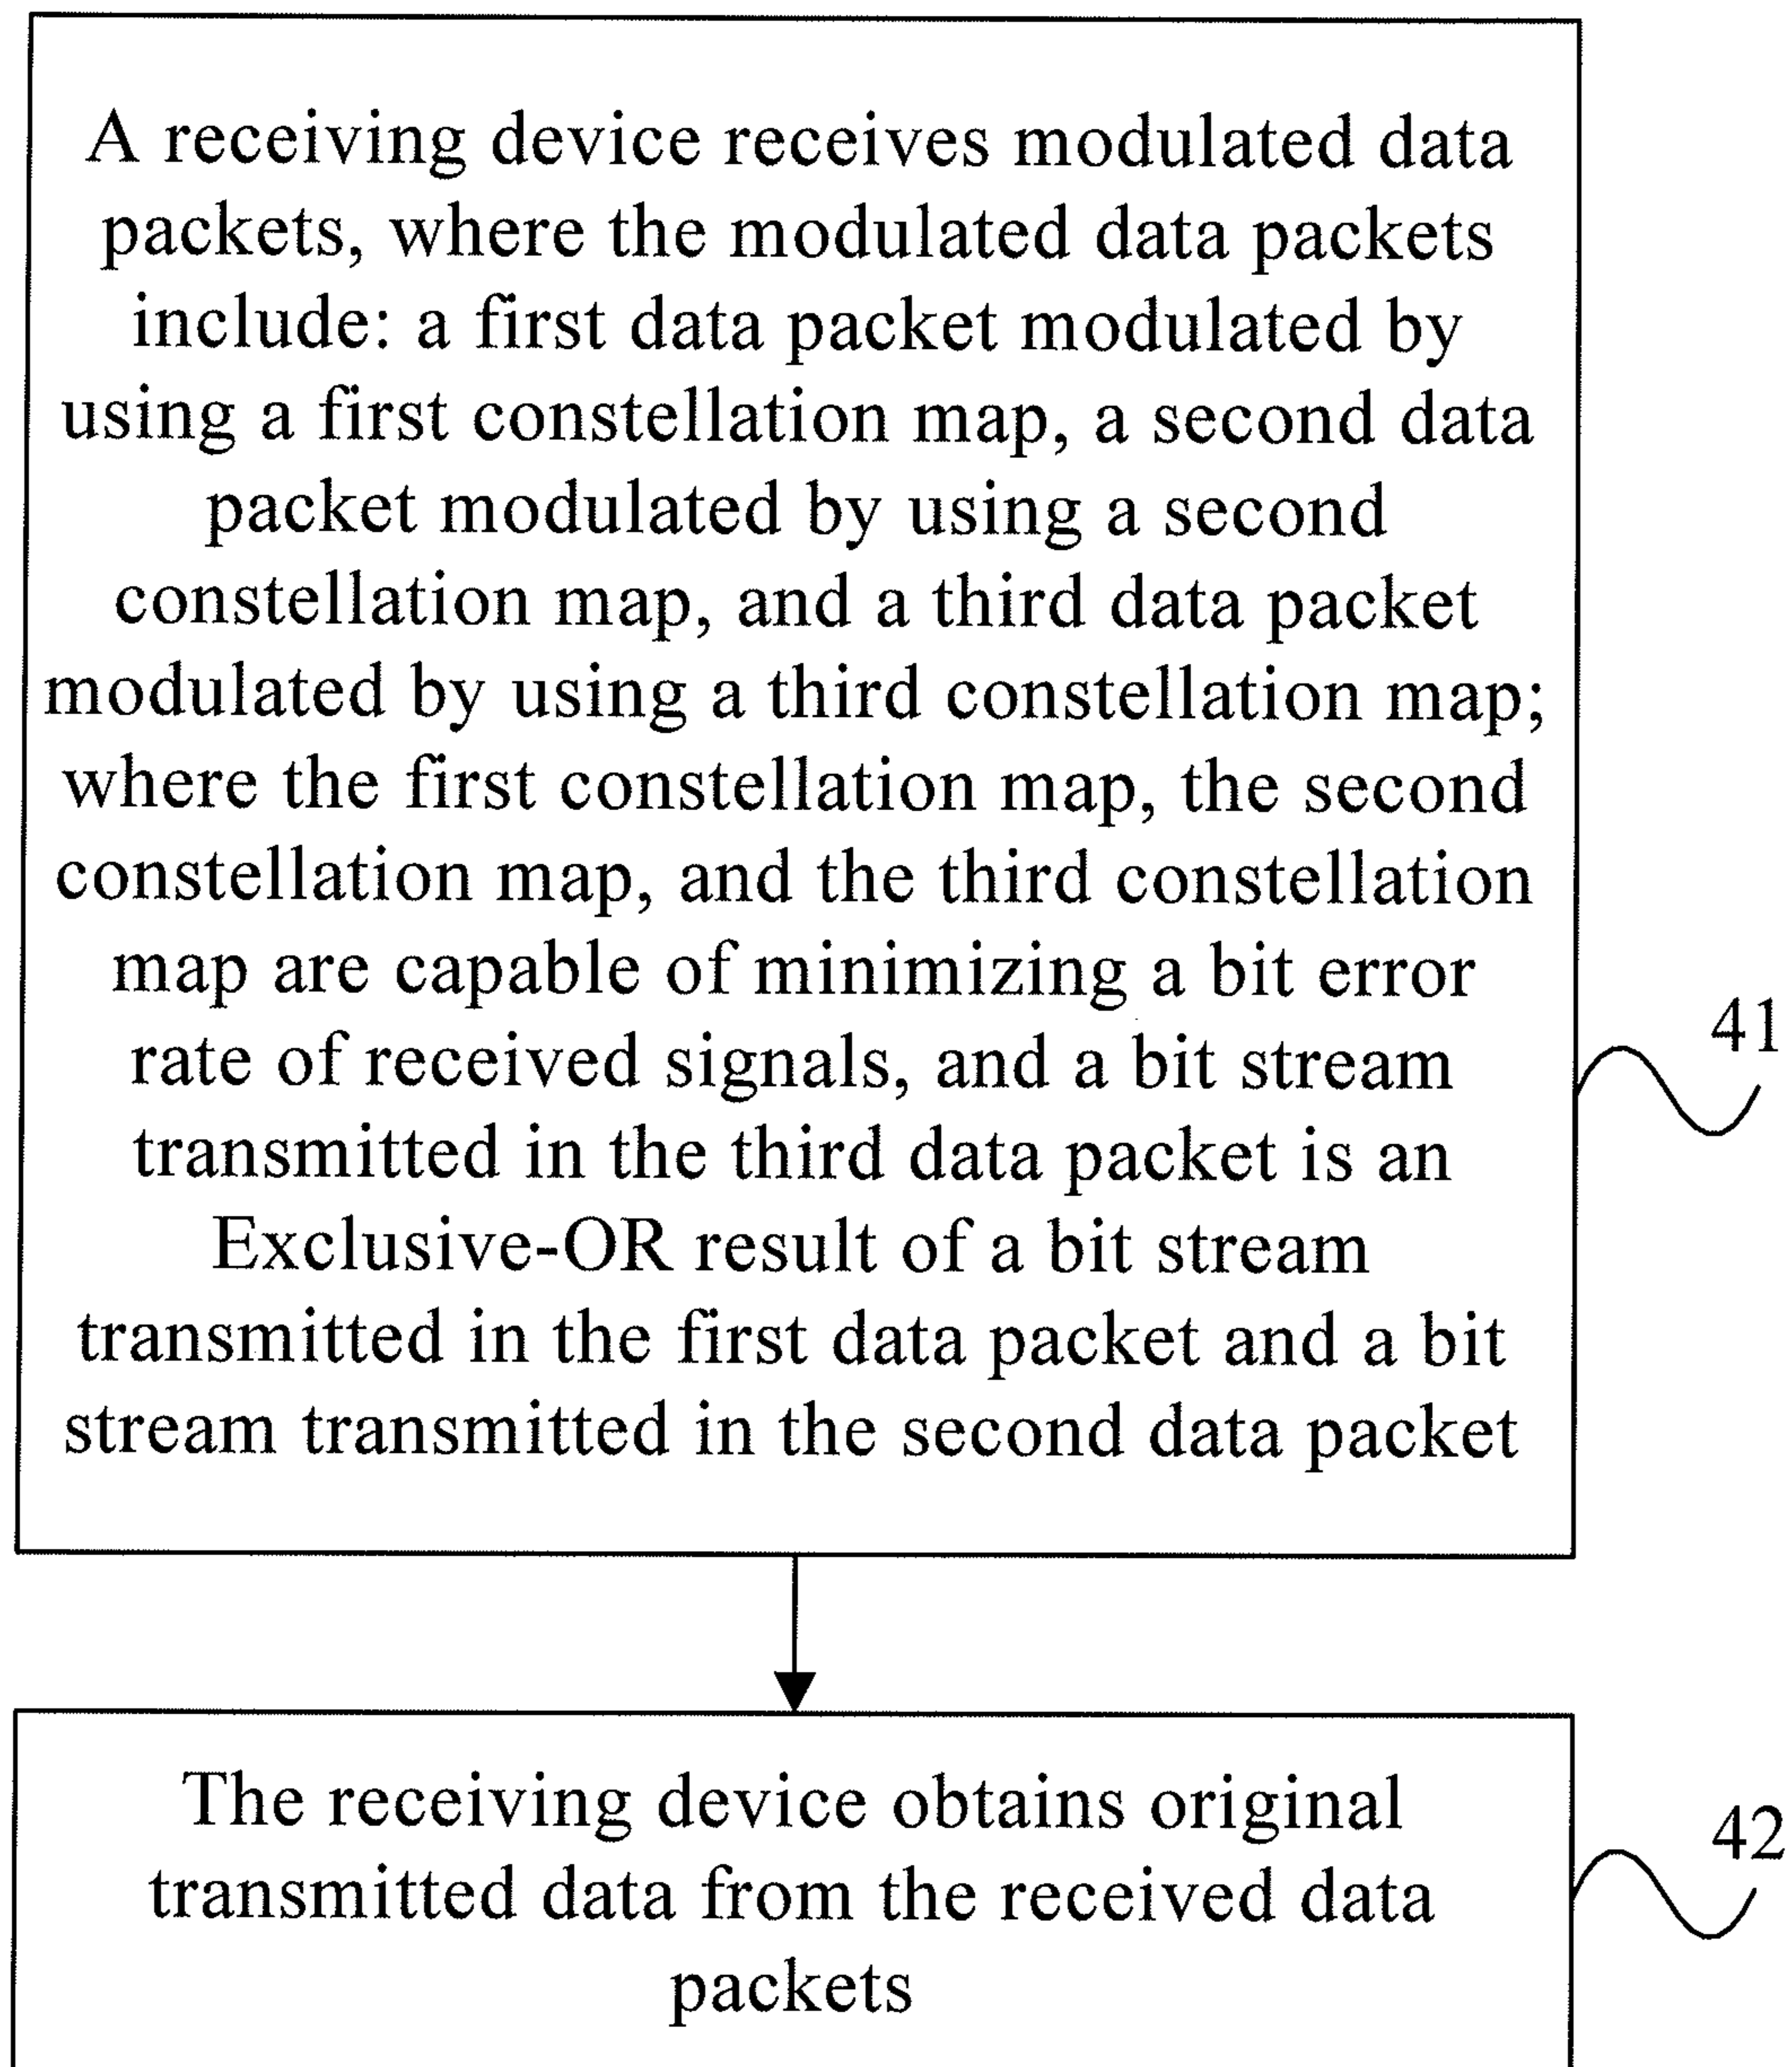 A receiving device receives modulated data
packets, where the modulated data packets
include: a first data packet modulated by
using a first constellation map, a second data
packet modulated by using a second
constellation map, and a third data packet
modulated by using a third constellation map;
where the first constellation map, the second
constellation map, and the third constellation
map are capable of minimizing a bit error
rate of received signals, and a bit stream
transmitted in the third data packet is an
Exclusive-OR result of a bit stream
transmitted in the first data packet and a bit
stream transmitted in the second data packet
41
The receiving device obtains original
transmitted data from the received data
packets
42